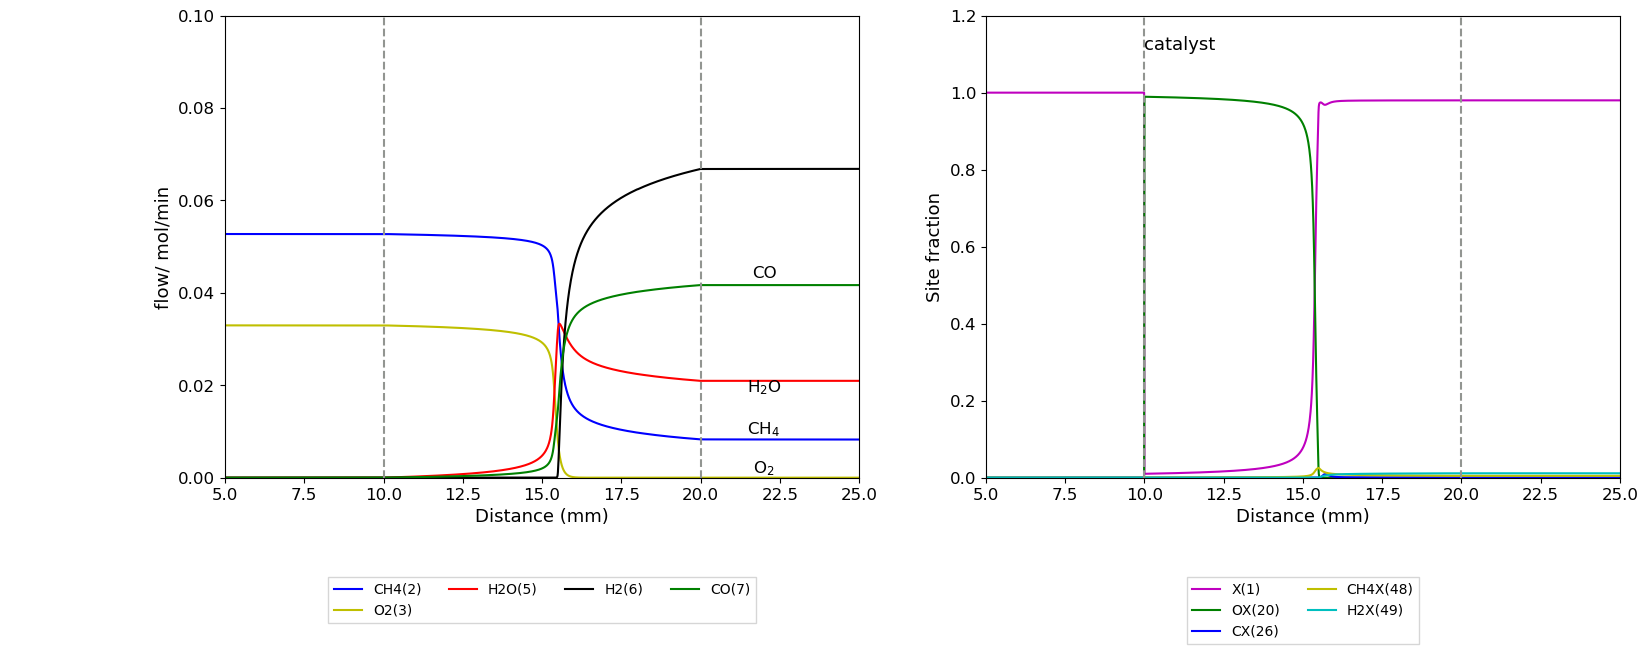 0.10
0.08
0.06
0.04
0.02
0.00
flow/ mol/min
CO
H₂O
CH₄
O₂
5.0 7.5 10.0 12.5 15.0 17.5 20.0 22.5 25.0
Distance (mm)
CH4(2) H2O(5) H2(6) CO(7)
O2(3)
1.2
1.0
0.8
0.6
0.4
0.2
0.0
Site fraction
catalyst
5.0 7.5 10.0 12.5 15.0 17.5 20.0 22.5 25.0
Distance (mm)
X(1) CH4X(48)
OX(20) H2X(49)
CX(26)